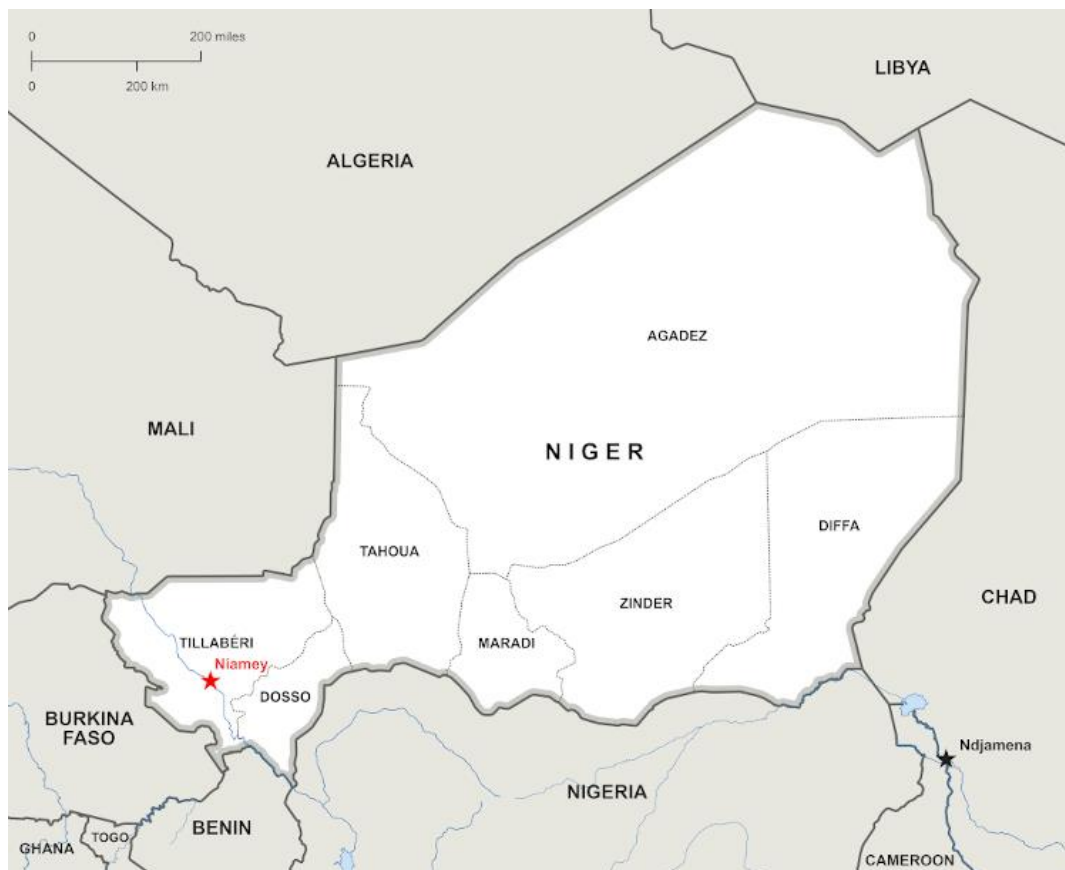 0 200 miles
0 200 km
LIBYA
ALGERIA
AGADEZ
MALI
NIGER
DIFFA
TAHOUA
CHAD
ZINDER
TILLABÉRI
MARADI
Niamey
DOSSO
BURKINA
FASO
Ndjamena
NIGERIA
BENIN
TOGO
GHANA
CAMEROON